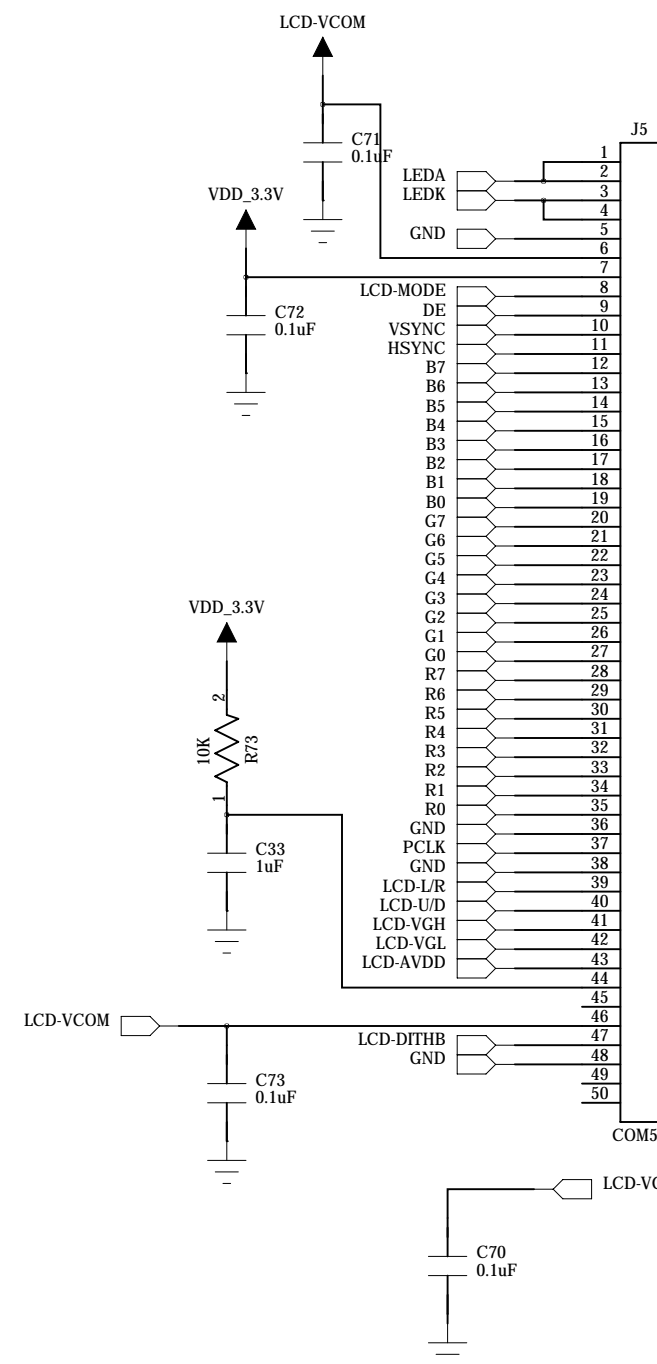 LCD-VCOM
J5
C71
0.1uF
1
LEDA
2
LEDK
3
VDD_3.3V
4
GND
5
6
7
LCD-MODE
8
C72
0.1uF
DE
9
VSYNC
10
HSYNC
11
B7
12
B6
13
B5
14
B4
15
B3
16
B2
17
B1
18
B0
19
G7
20
G6
21
G5
22
G4
23
G3
24
VDD_3.3V
G2
25
G1
26
G0
27
R7
28
2
R6
29
R5
30
10K
R73
R4
31
R3
32
R2
33
1
R1
34
R0
35
GND
36
C33
1uF
PCLK
37
GND
38
LCD-L/R
39
LCD-U/D
40
LCD-VGH
41
LCD-VGL
42
LCD-AVDD
43
44
45
LCD-VCOM
46
LCD-DITHB
47
GND
48
C73
0.1uF
49
50
COM5
LCD-VC
C70
0.1uF